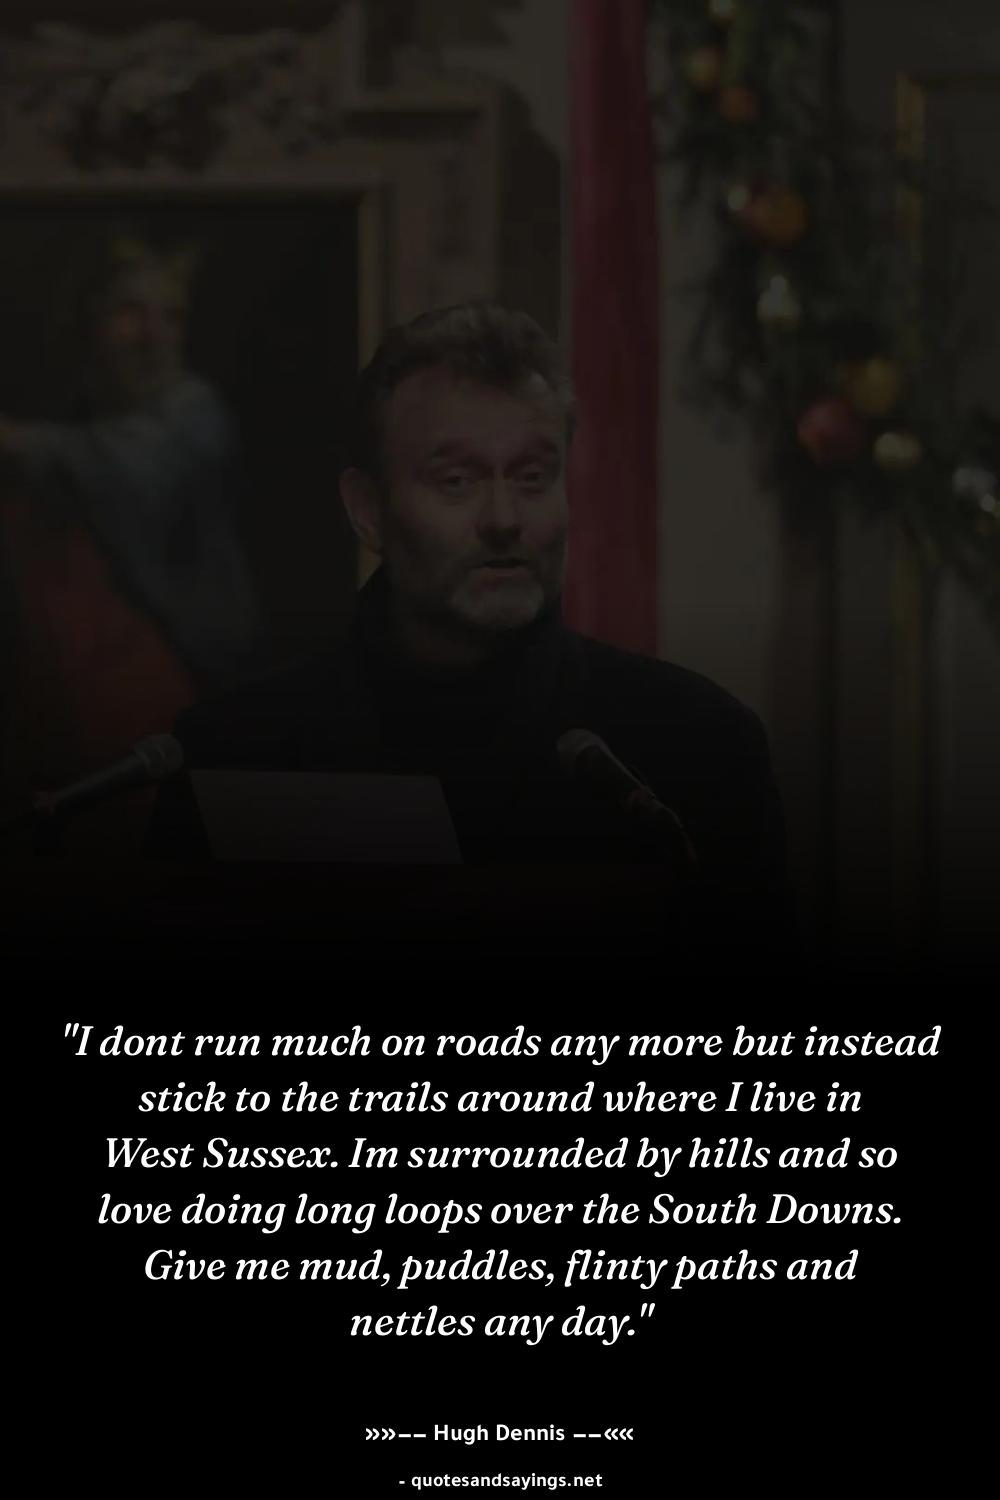 "I dont run much on roads any more but instead
stick to the trails around where I live in
West Sussex. Im surrounded by hills and so
love doing long loops over the South Downs.
Give me mud, puddles, flinty paths and
nettles any day."
»»–– Hugh Dennis ––««
- quotesandsayings.net